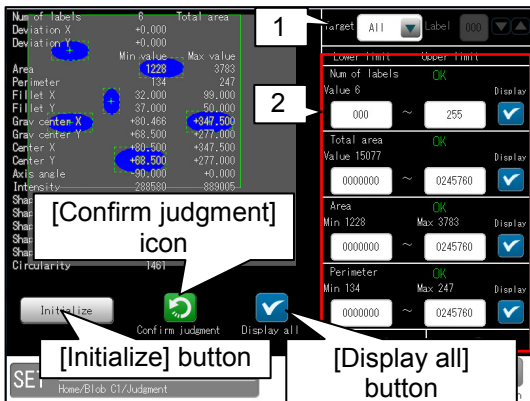 Num of labels 6 Total area
Deviation X +0.000
Deviation Y +0.000
Min value Max value
Area 1228 3783
Perimeter 134 247
Fillet X 32.000 99.000
Fillet Y 37.000 50.000
Grav center X +80.466 +347.500
Grav center Y +68.500 +277.000
Center X +80.500 +347.500
Center Y +68.500 +277.000
Axis angle -90.000 +0.000
Intensity 288580 889005
Circularity 1461
[Confirm judgment]
icon
Initialize
Confirm judgment
Display all
[Initialize] button
[Display all]
button
SET
Home/Blob C1/Judgment
1
Target All Label 000
2
Lower limit Upper limit
Num of labels OK
Value 6 Display
000 ~ 255
Total area OK
Value 15077 Display
0000000 ~ 0245760
Area OK
Min 1228 Max 3783 Display
0000000 ~ 0245760
Perimeter OK
Min 134 Max 247 Display
0000000 ~ 0245760